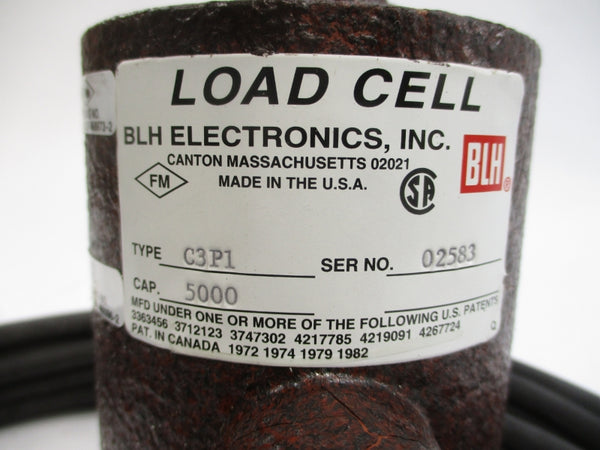 LOAD CELL
BLH ELECTRONICS, INC.
CANTON MASSACHUSETTS 02021
MADE IN THE U.S.A.
FM
SA
BLH®
TYPE C3P1 SER NO. 02583
CAP. 5000
MFD UNDER ONE OR MORE OF THE FOLLOWING U.S. PATENTS
3363456 3712123 3747302 4217785 4219091 4267724
PAT. IN CANADA 1972 1974 1979 1982